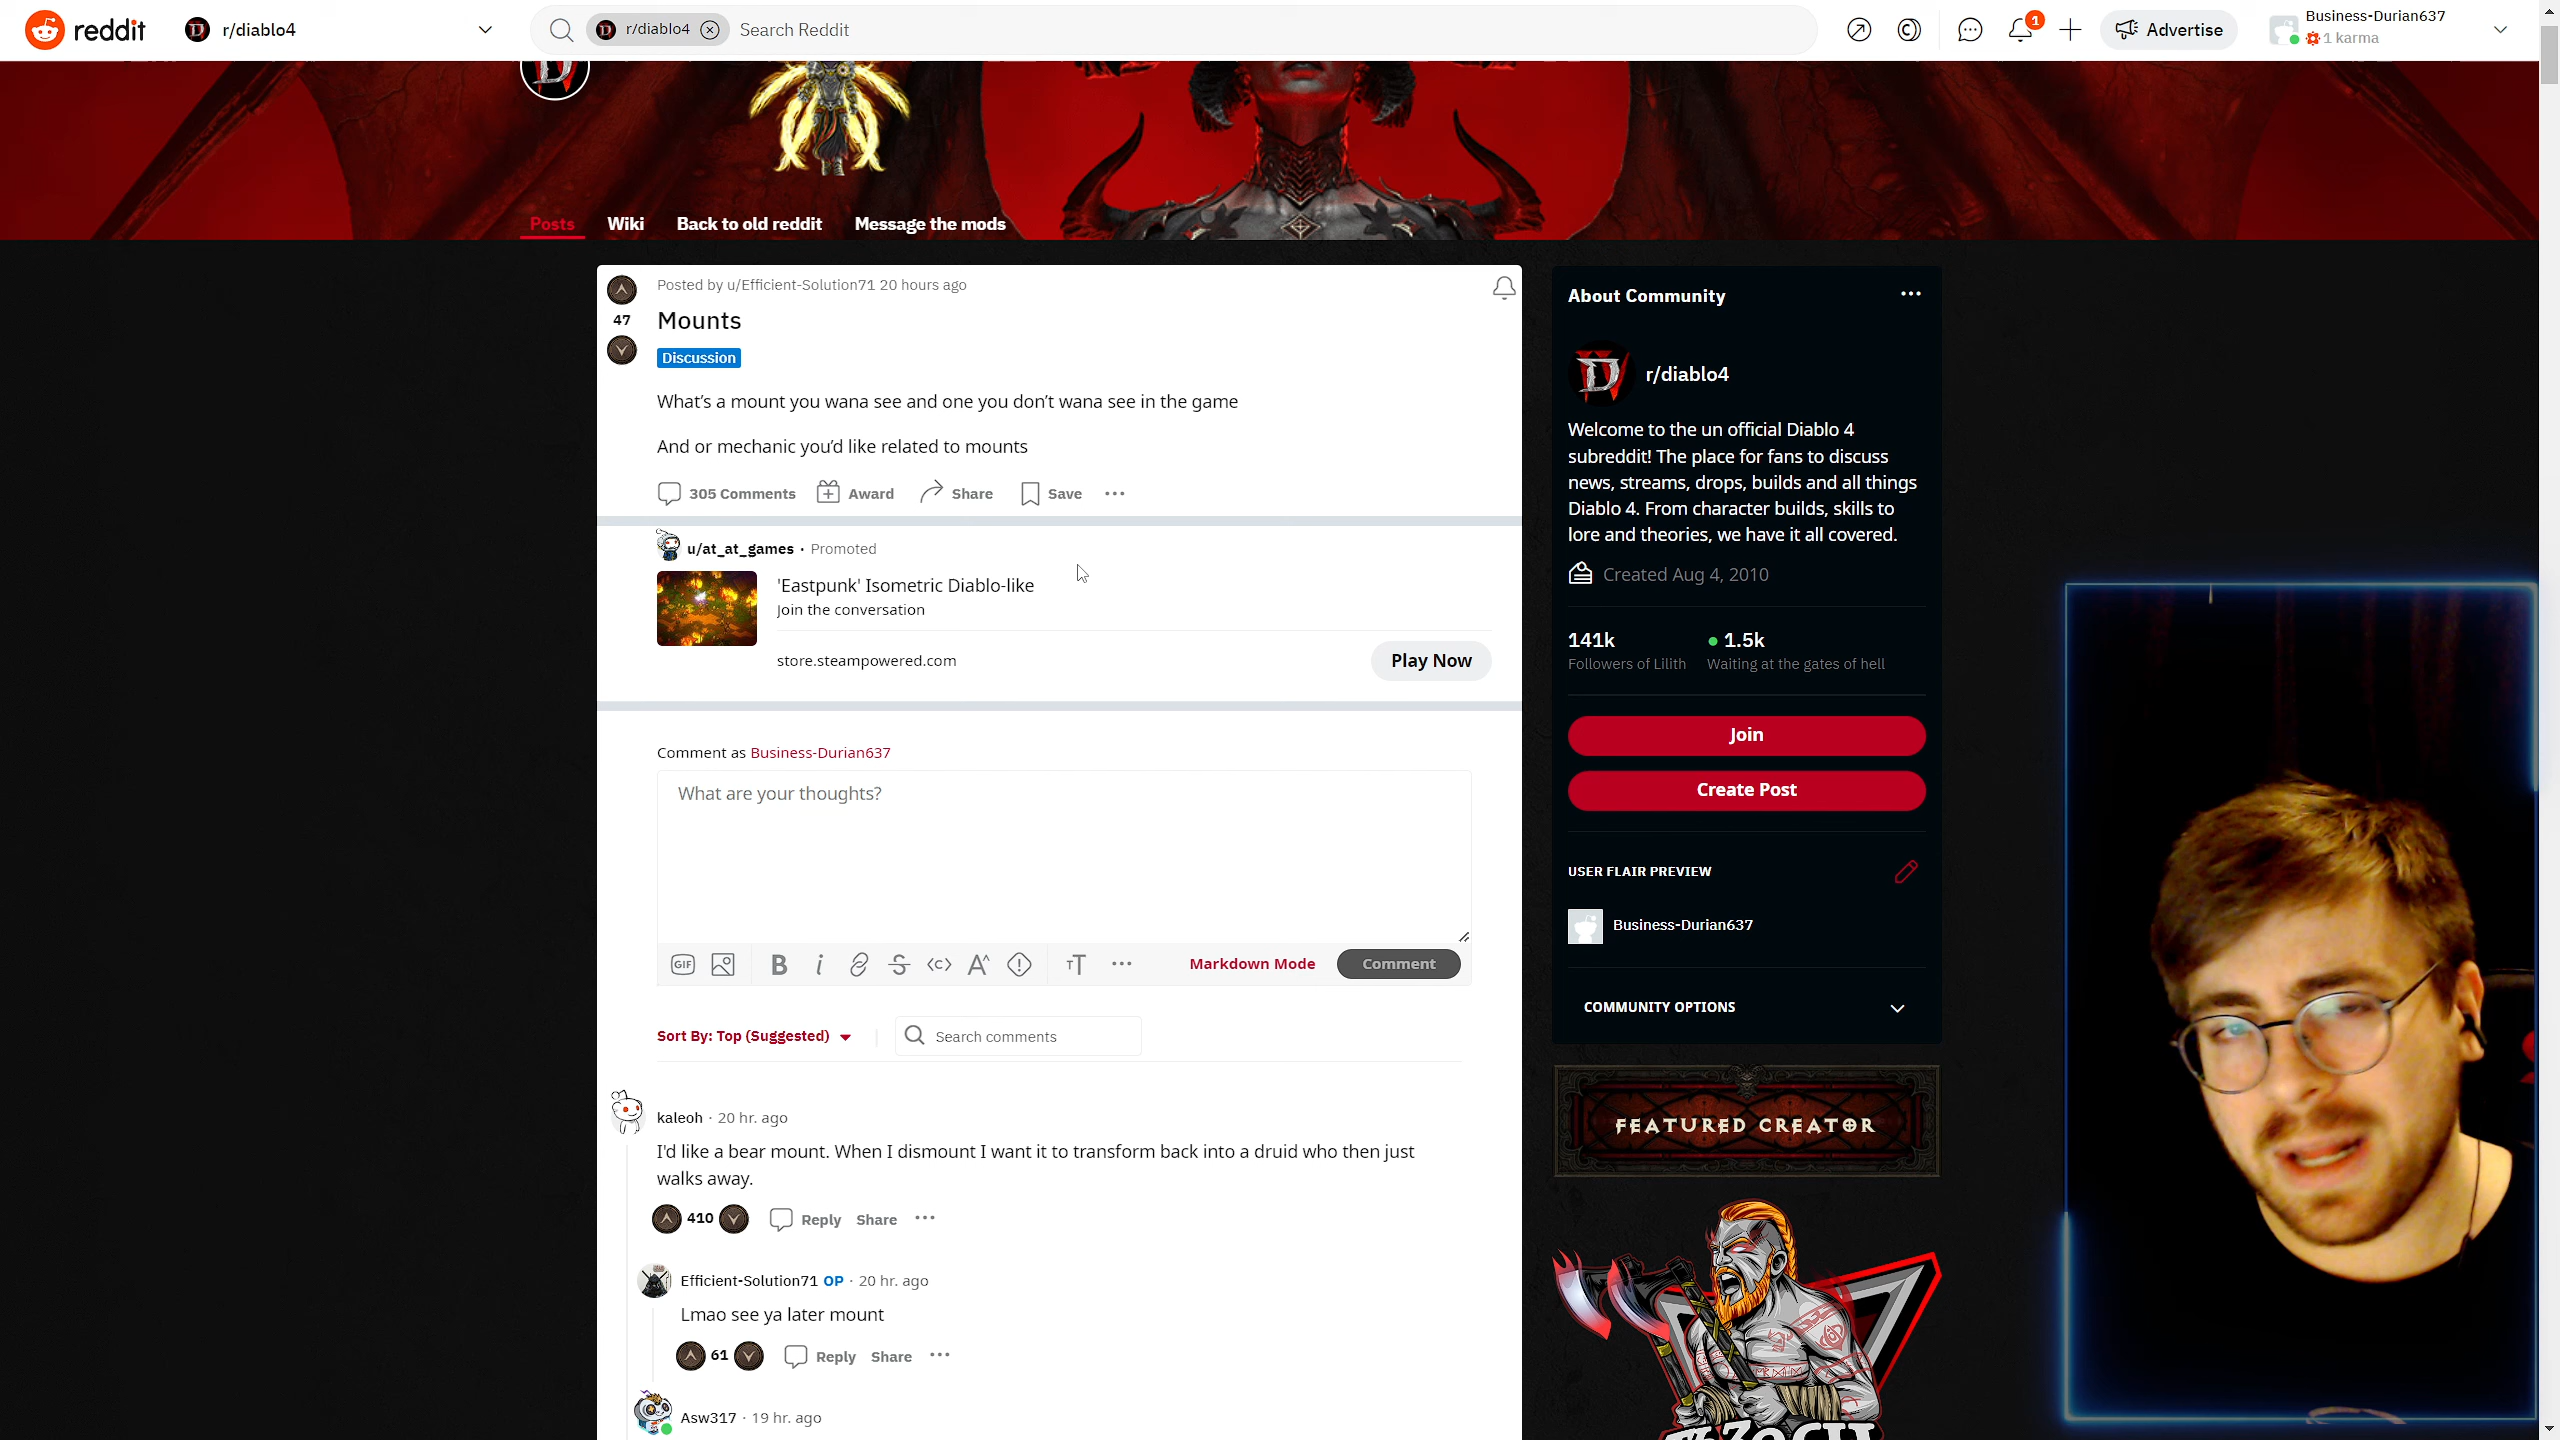 reddit
r/diablo4
r/diablo4
Search Reddit
1
Advertise
Business-Durian637
1 karma
Posts
Wiki
Back to old reddit
Message the mods
Posted by u/Efficient-Solution71 20 hours ago
47
Mounts
Discussion
What's a mount you wana see and one you don't wana see in the game
And or mechanic you'd like related to mounts
305 Comments
Award
Share
Save
u/at_at_games · Promoted
'Eastpunk' Isometric Diablo-like
Join the conversation
store.steampowered.com
Play Now
Comment as Business-Durian637
What are your thoughts?
GIF
Markdown Mode
Comment
Sort By: Top (Suggested)
Search comments
kaleoh · 20 hr. ago
I'd like a bear mount. When I dismount I want it to transform back into a druid who then just
walks away.
410
Reply
Share
Efficient-Solution71 OP · 20 hr. ago
Lmao see ya later mount
61
Reply
Share
Asw317 · 19 hr. ago
About Community
r/diablo4
Welcome to the un official Diablo 4
subreddit! The place for fans to discuss
news, streams, drops, builds and all things
Diablo 4. From character builds, skills to
lore and theories, we have it all covered.
Created Aug 4, 2010
141k
Followers of Lilith
1.5k
Waiting at the gates of hell
Join
Create Post
USER FLAIR PREVIEW
Business-Durian637
COMMUNITY OPTIONS
FEATURED CREATOR